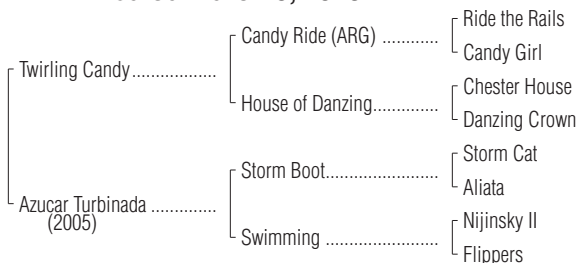 Ride the Rails
Candy Ride (ARG) ............
Candy Girl
Twirling Candy..................
Chester House
House of Danzing..............
Danzing Crown
Storm Cat
Storm Boot........................
Aliata
Azucar Turbinada ..............
(2005)
Nijinsky II
Swimming ........................
Flippers